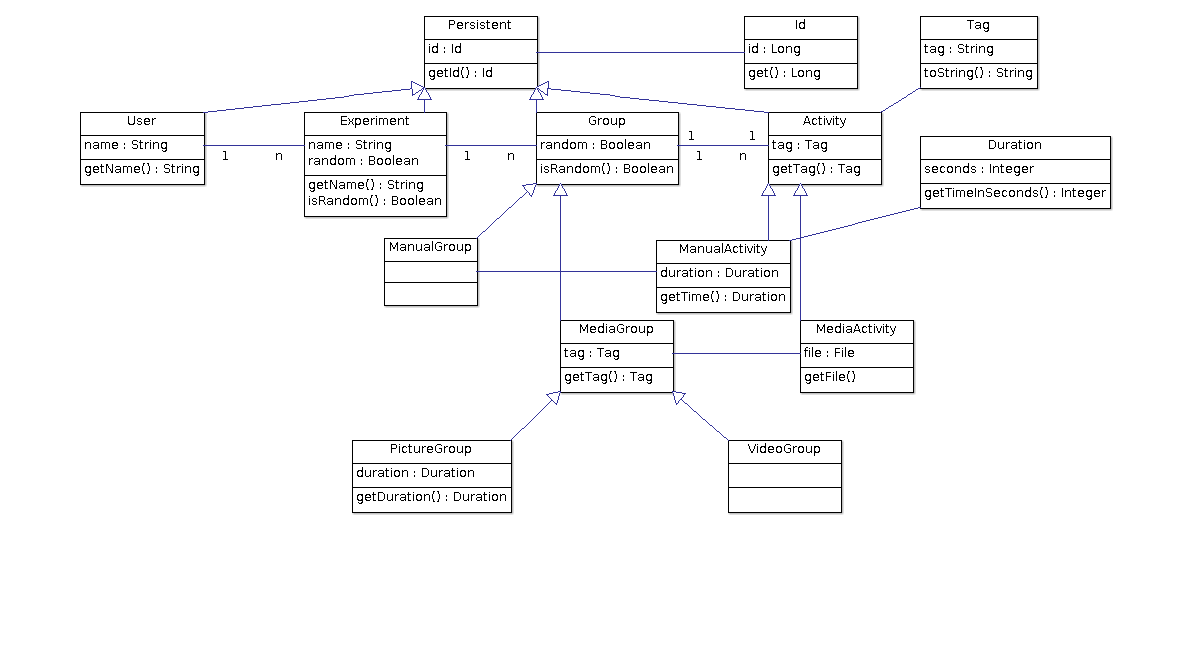 Persistent
id : Id
getId() : Id
Id
id : Long
get() : Long
Tag
tag : String
toString() : String
User
name : String
getName() : String
1
n
Experiment
name : String
random : Boolean
getName() : String
isRandom() : Boolean
1
n
Group
random : Boolean
isRandom() : Boolean
1
1
1
n
Activity
tag : Tag
getTag() : Tag
Duration
seconds : Integer
getTimeInSeconds() : Integer
ManualGroup
ManualActivity
duration : Duration
getTime() : Duration
MediaGroup
tag : Tag
getTag() : Tag
MediaActivity
file : File
getFile()
PictureGroup
duration : Duration
getDuration() : Duration
VideoGroup